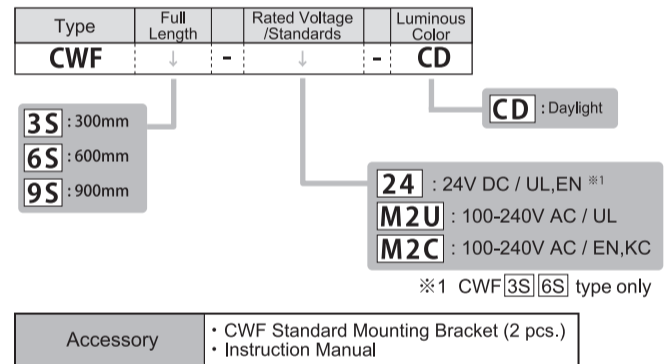 Type Full Length Rated Voltage /Standards Luminous Color
CWF ↓ - ↓ - CD
3S : 300mm
6S : 600mm
9S : 900mm
CD : Daylight
24 : 24V DC / UL,EN ※1
M2U : 100-240V AC / UL
M2C : 100-240V AC / EN,KC
※1 CWF 3S 6S type only
Accessory
・CWF Standard Mounting Bracket (2 pcs.)
・Instruction Manual